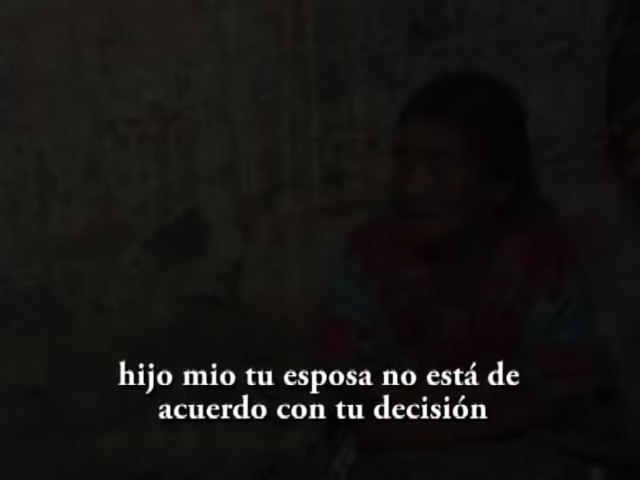 hijo mio tu esposa no está de
acuerdo con tu decisión